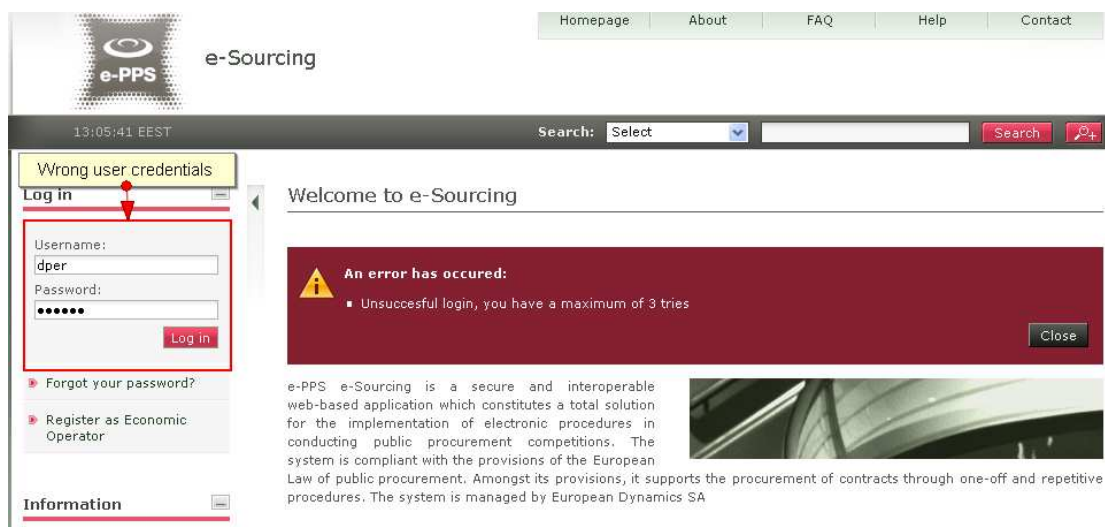 Homepage About FAQ Help Contact
e-PPS
e-Sourcing
13:05:41 EEST
Search: Select Search
Wrong user credentials
Log in
Welcome to e-Sourcing
Username:
dper
Password:
••••••
Log in
An error has occured:
Unsuccesful login, you have a maximum of 3 tries
Close
Forgot your password?
Register as Economic
Operator
e-PPS e-Sourcing is a secure and interoperable
web-based application which constitutes a total solution
for the implementation of electronic procedures in
conducting public procurement competitions. The
system is compliant with the provisions of the European
Law of public procurement. Amongst its provisions, it supports the procurement of contracts through one-off and repetitive
procedures. The system is managed by European Dynamics SA
Information